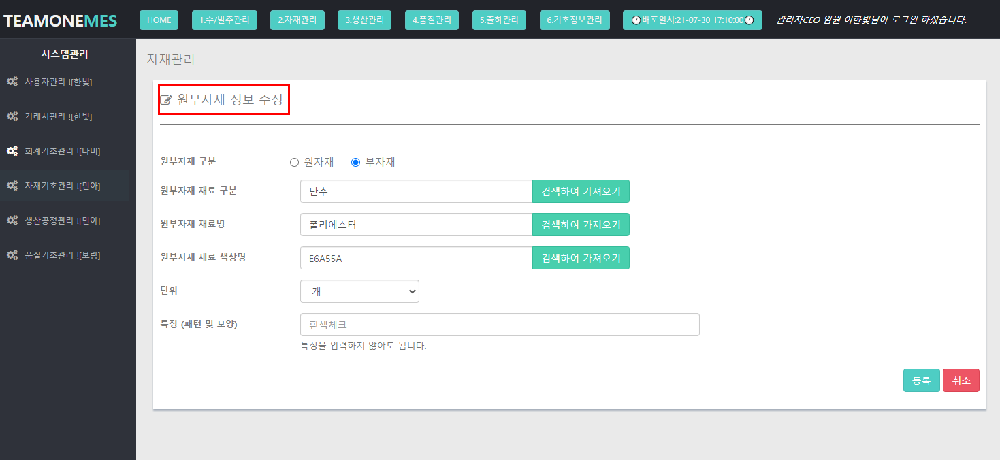 TEAMONEMES HOME 1.수/발주관리 2.자재관리 3.생산관리 4.품질관리 5.출하관리 6.기초정보관리 🕐배포일시:21-07-30 17:10:00🕐 관리자CEO 임원 이한빛님이 로그인 하셨습니다.
시스템관리
사용자관리 ![한빛]
거래처관리 ![한빛]
회계기초관리 ![다미]
자재기초관리 ![민아]
생산공정관리 ![민아]
품질기초관리 ![보람]
자재관리
원부자재 정보 수정
원부자재 구분 원자재 부자재
원부자재 재료 구분 단추 검색하여 가져오기
원부자재 재료명 폴리에스터 검색하여 가져오기
원부자재 재료 색상명 E6A55A 검색하여 가져오기
단위 개
특징 (패턴 및 모양) 흰색체크
특징을 입력하지 않아도 됩니다.
등록 취소